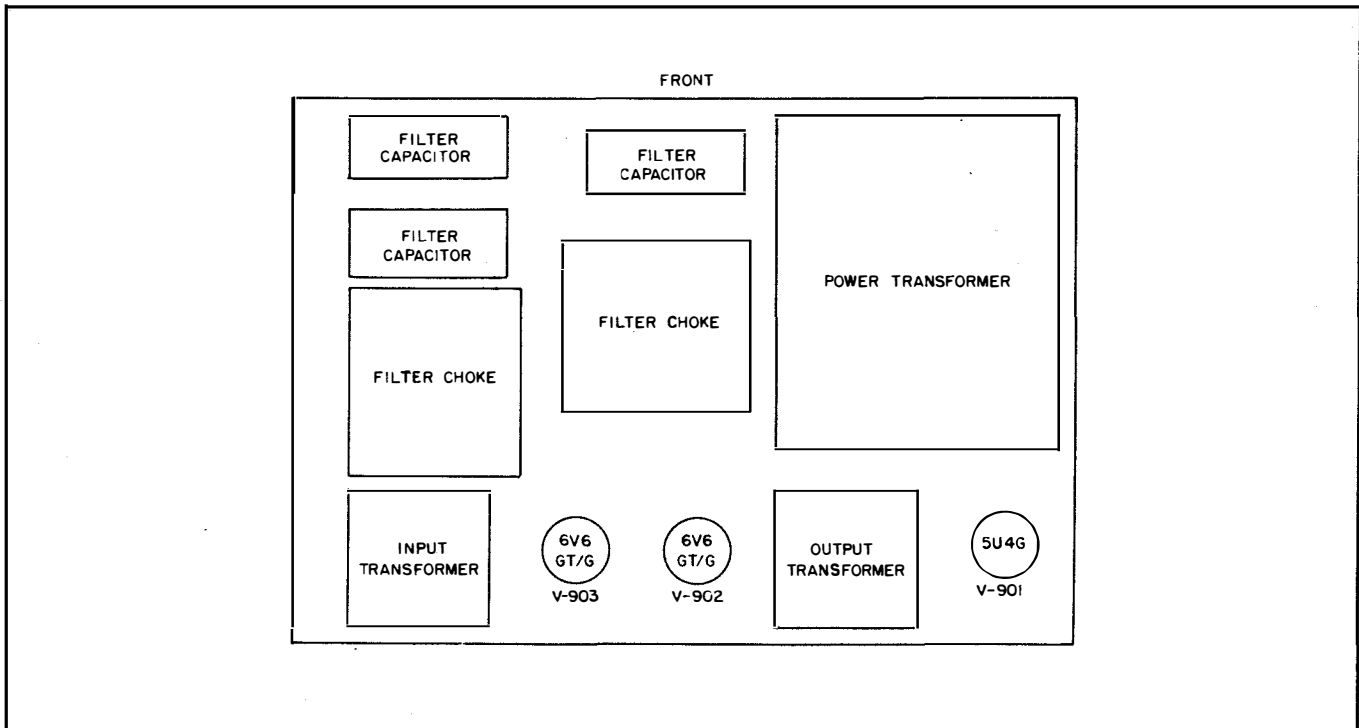 FRONT
FILTER
CAPACITOR
FILTER
CAPACITOR
FILTER
CAPACITOR
POWER TRANSFORMER
FILTER CHOKE
FILTER CHOKE
INPUT
TRANSFORMER
6V6
GT/G
V-903
6V6
GT/G
V-902
OUTPUT
TRANSFORMER
5U4G
V-901